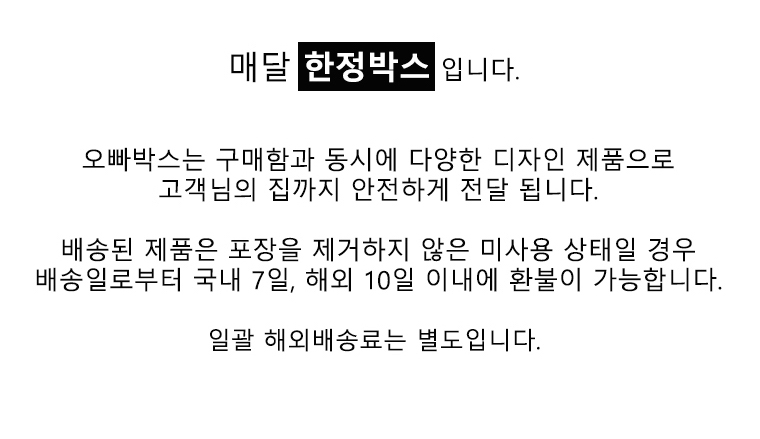 매달 한정박스 입니다.
오빠박스는 구매함과 동시에 다양한 디자인 제품으로
고객님의 집까지 안전하게 전달 됩니다.
배송된 제품은 포장을 제거하지 않은 미사용 상태일 경우
배송일로부터 국내 7일, 해외 10일 이내에 환불이 가능합니다.
일괄 해외배송료는 별도입니다.